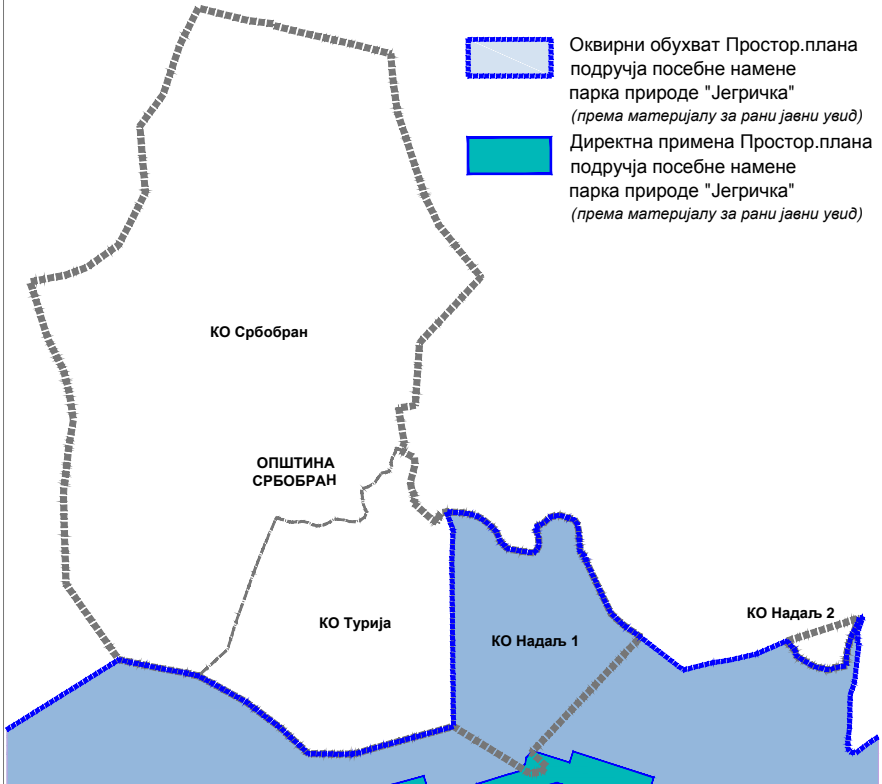 Оквирни обухват Простор.плана
подручја посебне намене
парка природе "Јегричка"
(према материјалу за рани јавни увид)
Директна примена Простор.плана
подручја посебне намене
парка природе "Јегричка"
(према материјалу за рани јавни увид)
КО Србобран
ОПШТИНА
СРБОБРАН
КО Турија
КО Надаљ 1
КО Надаљ 2